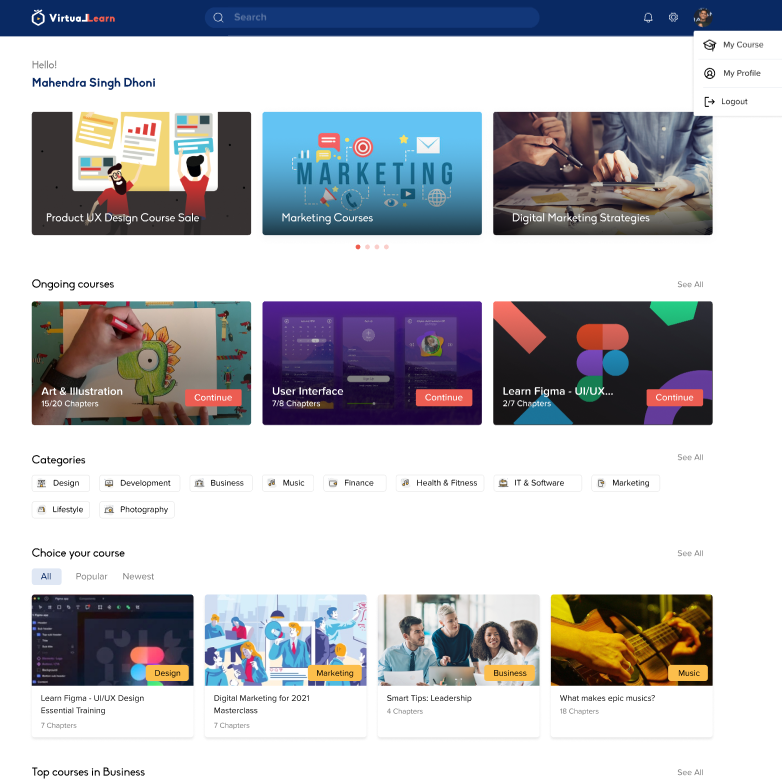 VirtuaLLearn
Search
My Course
My Profile
Logout
Hello!
Mahendra Singh Dhoni
Product UX Design Course Sale
MARKETING
Marketing Courses
Digital Marketing Strategies
Ongoing courses
See All
Art & Illustration
15/20 Chapters
Continue
User Interface
7/8 Chapters
Continue
Learn Figma - UI/UX...
2/7 Chapters
Continue
Categories
See All
Design
Development
Business
Music
Finance
Health & Fitness
IT & Software
Marketing
Lifestyle
Photography
Choice your course
See All
All
Popular
Newest
Design
Learn Figma - UI/UX Design
Essential Training
7 Chapters
Marketing
Digital Marketing for 2021
Masterclass
7 Chapters
Business
Smart Tips: Leadership
4 Chapters
Music
What makes epic musics?
18 Chapters
Top courses in Business
See All